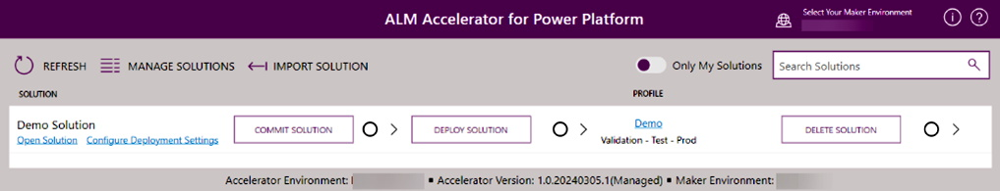 ALM Accelerator for Power Platform
Select Your Maker Environment
REFRESH MANAGE SOLUTIONS IMPORT SOLUTION Only My Solutions Search Solutions
SOLUTION PROFILE
Demo Solution COMMIT SOLUTION DEPLOY SOLUTION Demo DELETE SOLUTION
Open Solution Configure Deployment Settings Validation - Test - Prod
Accelerator Environment: ▪ Accelerator Version: 1.0.20240305.1(Managed) ▪ Maker Environment: